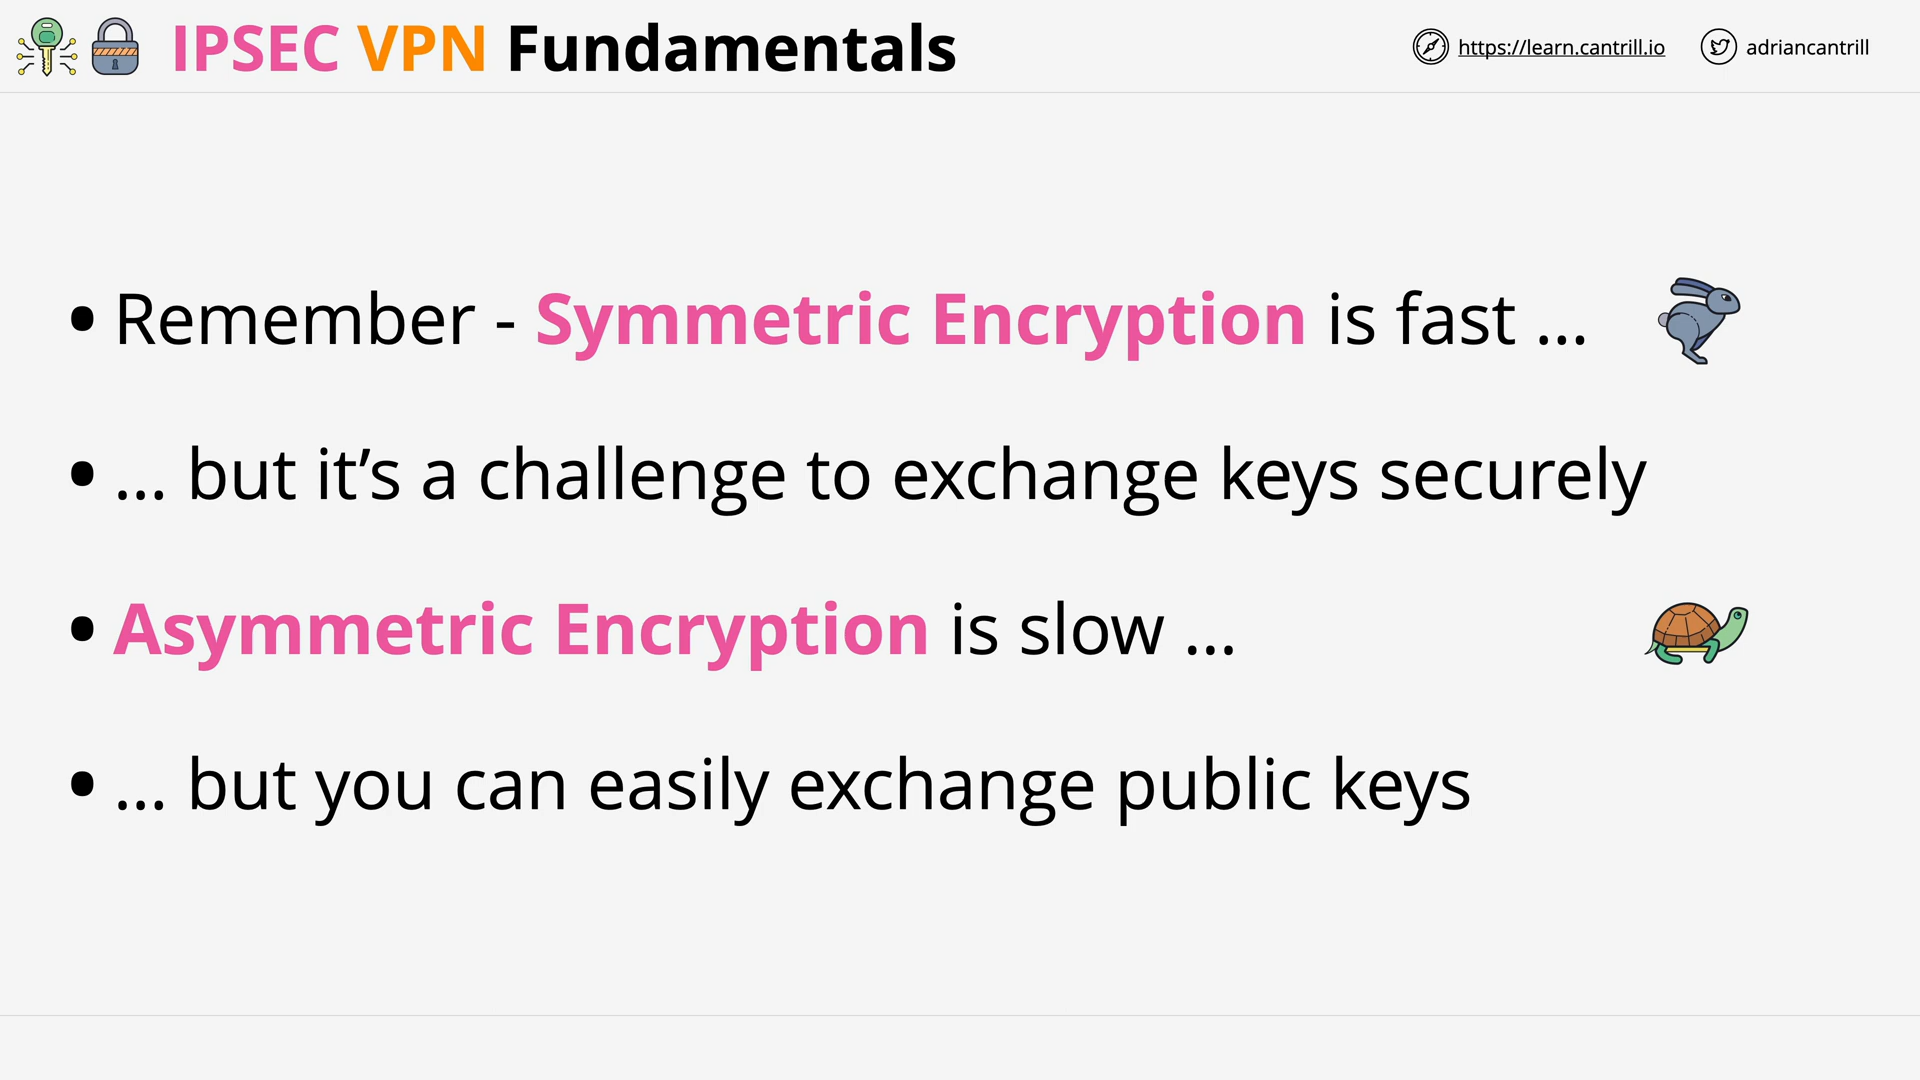 IPSEC VPN Fundamentals
https://learn.cantrill.io
adriancantrill
• Remember - Symmetric Encryption is fast ...
• ... but it’s a challenge to exchange keys securely
• Asymmetric Encryption is slow ...
• ... but you can easily exchange public keys